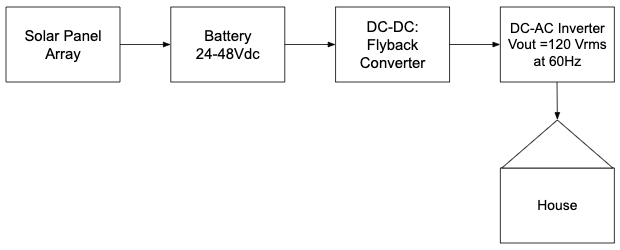 Solar Panel
Array
Battery
24-48Vdc
DC-DC:
Flyback
Converter
DC-AC Inverter
Vout =120 Vrms
at 60Hz
House